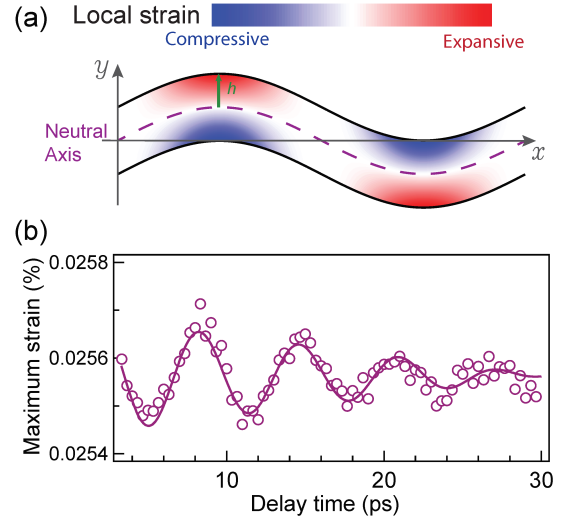 (a) Local strain
Compressive Expansive
y
h
Neutral
Axis
x
(b)
0.0258
0.0256
0.0254
Maximum strain (%)
10 20 30
Delay time (ps)